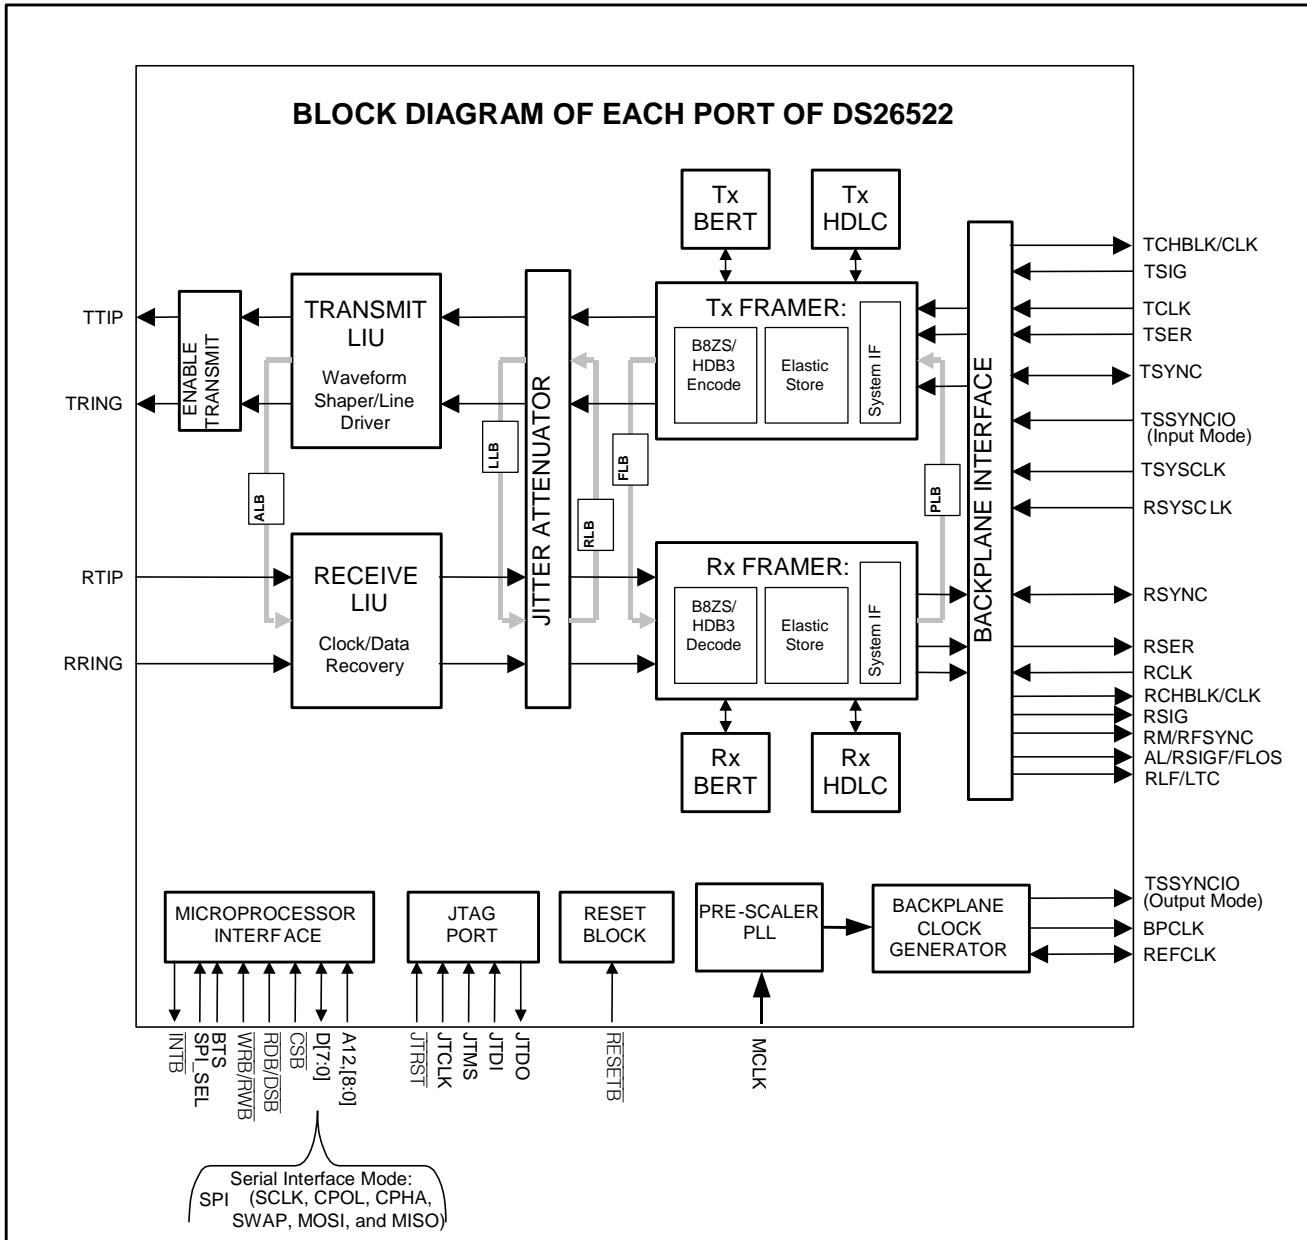 BLOCK DIAGRAM OF EACH PORT OF DS26522
Tx
BERT
Tx
HDLC
TTIP
TRING
ENABLE
TRANSMIT
TRANSMIT
LIU
Waveform
Shaper/Line
Driver
ALB
LLB
JITTER ATTENUATOR
RLB
FLB
Tx FRAMER:
B8ZS/
HDB3
Encode
Elastic
Store
System IF
PLB
BACKPLANE INTERFACE
TCHBLK/CLK
TSIG
TCLK
TSER
TSYNC
TSSYNCIO
(Input Mode)
TSYSCLK
RSYSCLK
RTIP
RRING
RECEIVE
LIU
Clock/Data
Recovery
Rx FRAMER:
B8ZS/
HDB3
Decode
Elastic
Store
System IF
Rx
BERT
Rx
HDLC
RSYNC
RSER
RCLK
RCHBLK/CLK
RSIG
RM/RFSYNC
AL/RSIGF/FLOS
RLF/LTC
MICROPROCESSOR
INTERFACE
JTAG
PORT
RESET
BLOCK
PRE-SCALER
PLL
BACKPLANE
CLOCK
GENERATOR
TSSYNCIO
(Output Mode)
BPCLK
REFCLK
INTB
SPI_SEL
BTS
WRB/RWB
RDB/DSB
CSB
D[7:0]
A12,[8:0]
JTRST
JTCLK
JTMS
JTDI
JTDO
RESETB
MCLK
Serial Interface Mode:
SPI (SCLK, CPOL, CPHA,
SWAP, MOSI, and MISO)